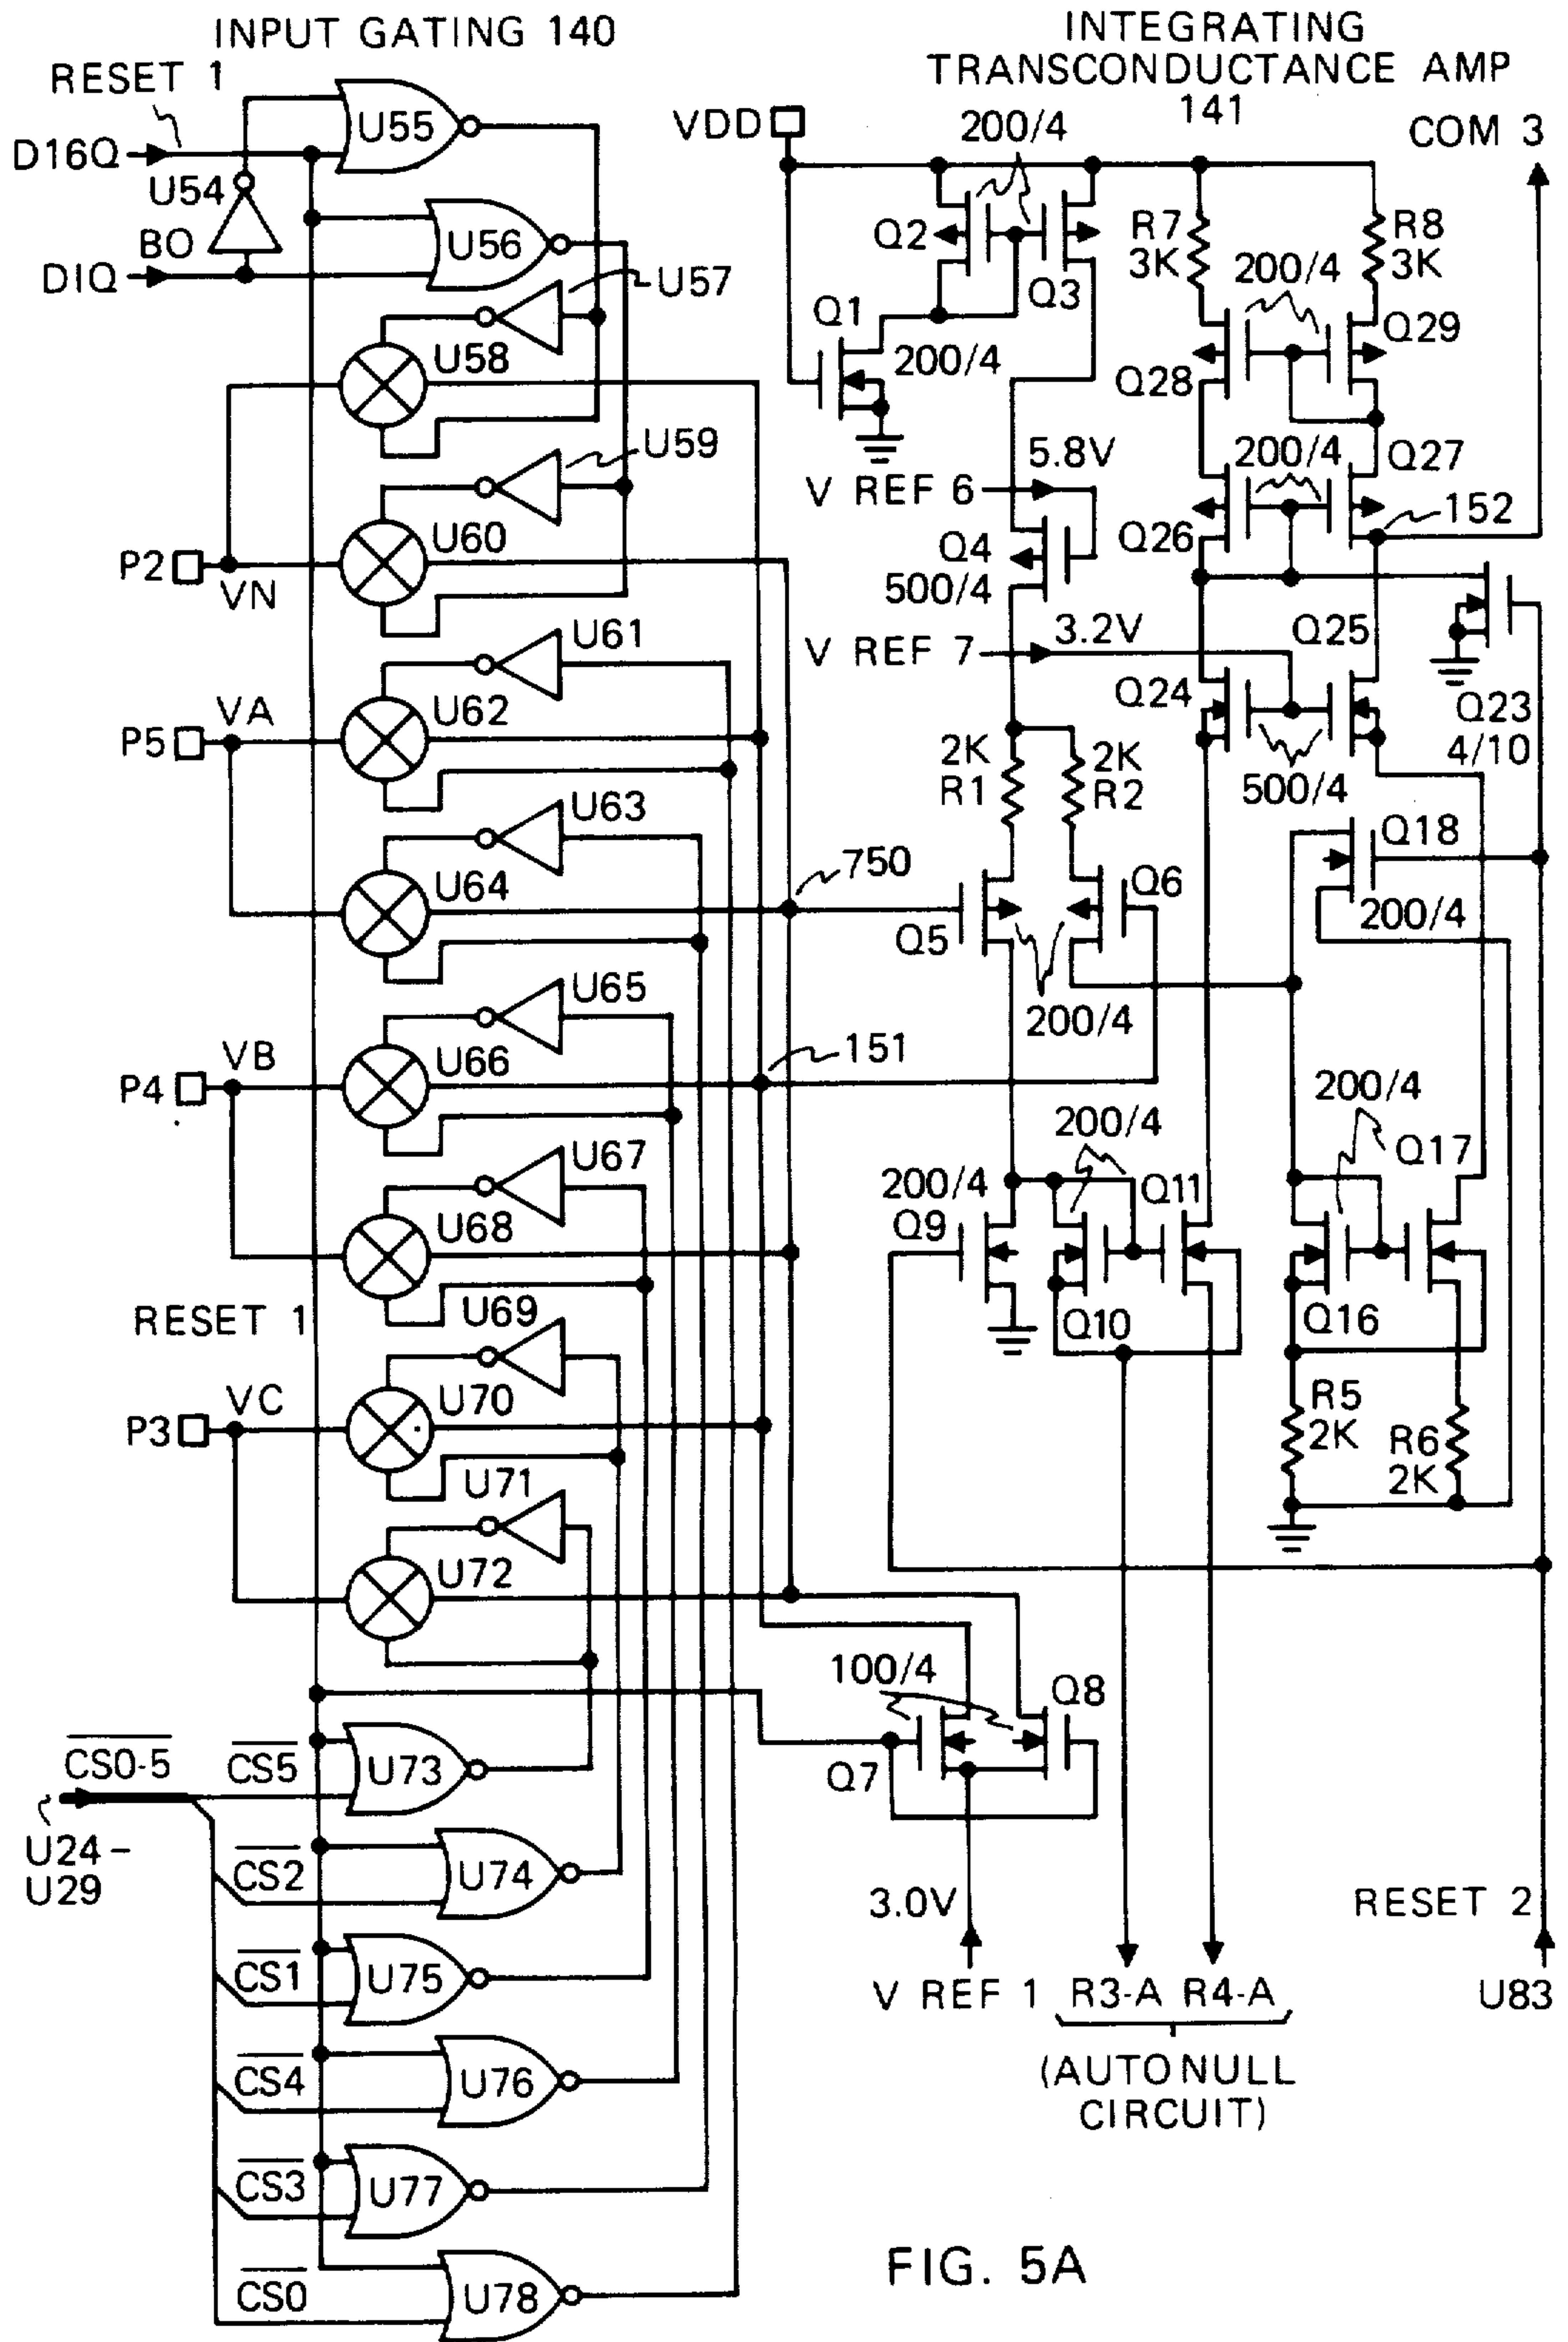 INPUT GATING 140
INTEGRATING
TRANSCONDUCTANCE AMP
141
RESET 1
D16Q
U54
U55
BO
D1Q
U56
U57
U58
U59
U60
P2
VN
U61
VA
U62
P5
U63
U64
U65
VB
U66
P4
U67
U68
RESET 1
U69
VC
U70
P3
U71
U72
CS0-5
CS5
U73
U24-
U29
CS2
U74
CS1
U75
CS4
U76
CS3
U77
CS0
U78
VDD
200/4
COM 3
Q2
Q3
R7
3K
R8
3K
200/4
Q1
200/4
Q28
Q29
5.8V
V REF 6
200/4
Q27
152
Q4
500/4
Q26
V REF 7
3.2V
Q25
Q24
Q23
4/10
500/4
2K
R1
2K
R2
Q18
200/4
750
Q5
Q6
200/4
151
200/4
200/4
Q17
200/4
Q9
Q11
Q10
Q16
R5
2K
R6
2K
100/4
Q8
Q7
3.0V
RESET 2
V REF 1
R3-A
R4-A
U83
(AUTO NULL
CIRCUIT)
FIG. 5A